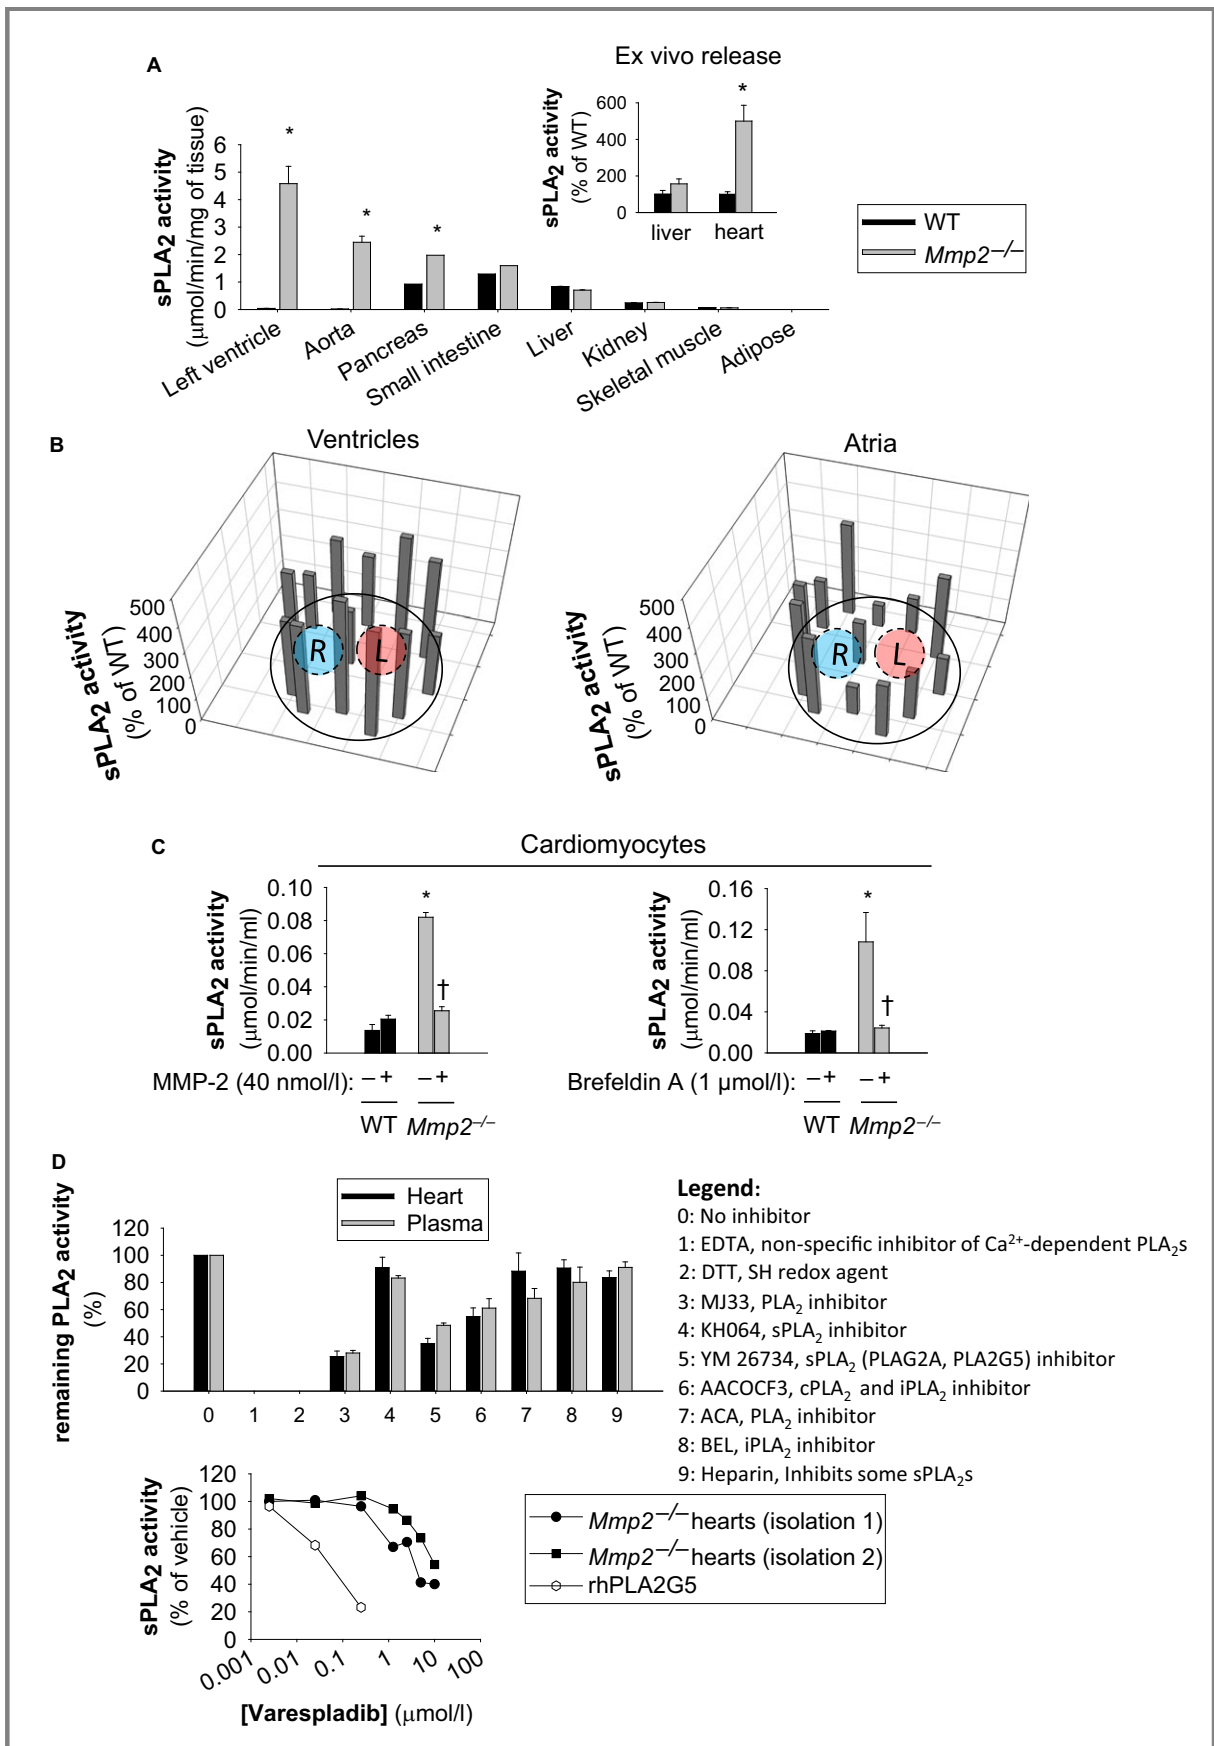 A
Ex vivo release
sPLA2 activity
(μmol/min/mg of tissue)
6
5
4
3
2
1
0
*
*
*
Left ventricle
Aorta
Pancreas
Small intestine
Liver
Kidney
Skeletal muscle
Adipose
sPLA2 activity
(% of WT)
600
400
200
0
*
liver
heart
WT
Mmp2–/–
B
Ventricles
sPLA2 activity
(% of WT)
500
400
300
200
100
0
R
L
Atria
sPLA2 activity
(% of WT)
500
400
300
200
100
0
R
L
C
Cardiomyocytes
sPLA2 activity
(μmol/min/ml)
0.10
0.08
0.06
0.04
0.02
0.00
*
†
MMP-2 (40 nmol/l): – + – +
WT Mmp2–/–
sPLA2 activity
(μmol/min/ml)
0.16
0.12
0.08
0.04
0.00
*
†
Brefeldin A (1 μmol/l): – + – +
WT Mmp2–/–
D
remaining PLA2 activity
(%)
Heart
Plasma
120
100
80
60
40
20
0
0 1 2 3 4 5 6 7 8 9
Legend:
0: No inhibitor
1: EDTA, non-specific inhibitor of Ca2+-dependent PLA2s
2: DTT, SH redox agent
3: MJ33, PLA2 inhibitor
4: KH064, sPLA2 inhibitor
5: YM 26734, sPLA2 (PLAG2A, PLA2G5) inhibitor
6: AACOCF3, cPLA2 and iPLA2 inhibitor
7: ACA, PLA2 inhibitor
8: BEL, iPLA2 inhibitor
9: Heparin, Inhibits some sPLA2s
sPLA2 activity
(% of vehicle)
120
100
80
60
40
20
0
0.001
0.01
0.1
1
10
100
[Varespladib] (μmol/l)
Mmp2–/– hearts (isolation 1)
Mmp2–/– hearts (isolation 2)
rhPLA2G5